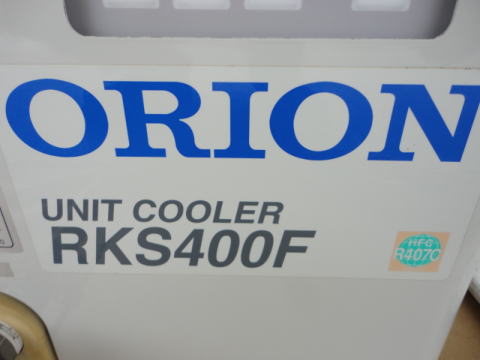 ORION
UNIT COOLER
RKS400F
HFC
R407C